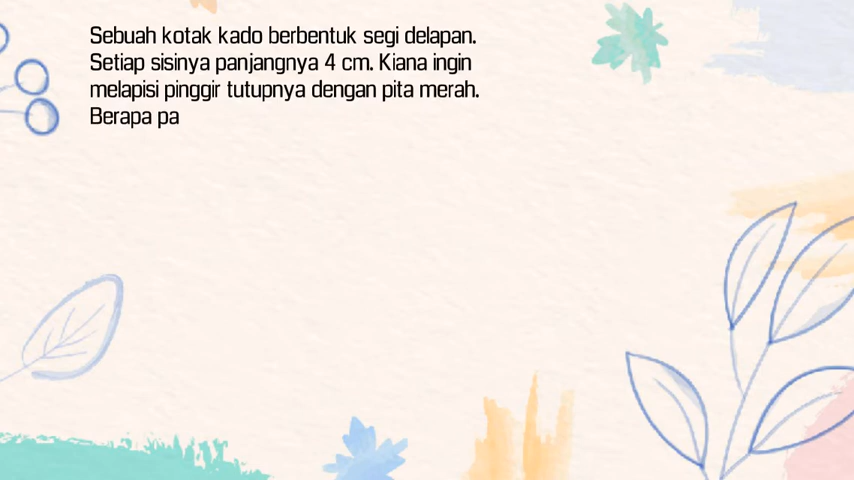 Sebuah kotak kado berbentuk segi delapan.
Setiap sisinya panjangnya 4 cm. Kiana ingin
melapisi pinggir tutupnya dengan pita merah.
Berapa pa